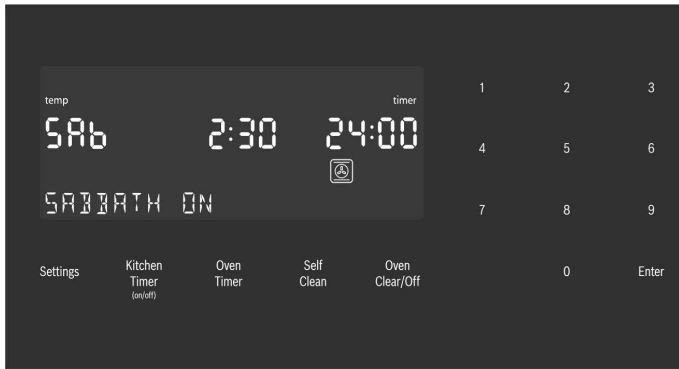 temp timer
SAb 2:30 24:00
SABBATH ON
Settings
Kitchen
Timer
(on/off)
Oven
Timer
Self
Clean
Oven
Clear/Off
1 2 3
4 5 6
7 8 9
0 Enter